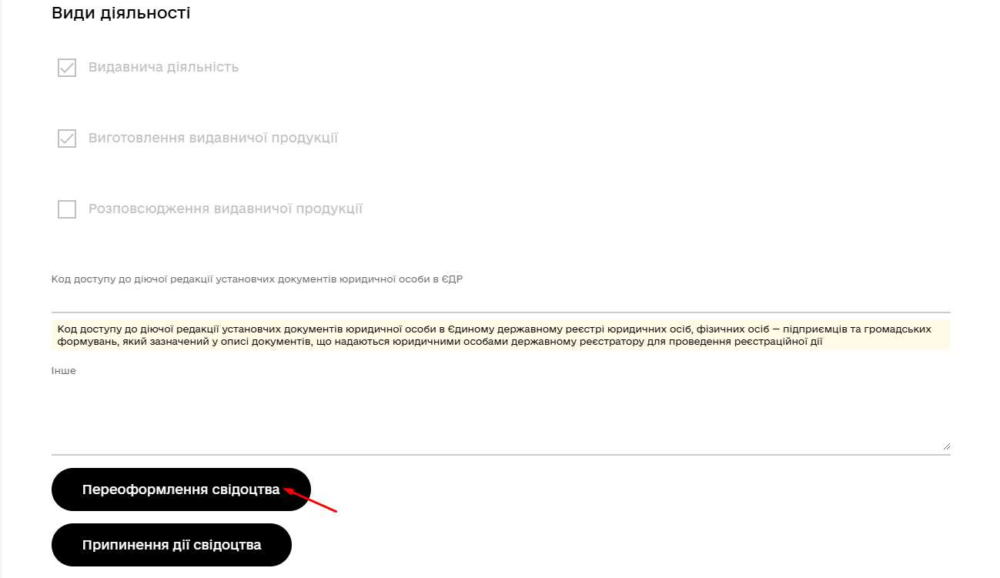 Види діяльності
Видавнича діяльність
Виготовлення видавничої продукції
Розповсюдження видавничої продукції
Код доступу до діючої редакції установчих документів юридичної особи в ЄДР
Код доступу до діючої редакції установчих документів юридичної особи в Єдиному державному реєстрі юридичних осіб, фізичних осіб — підприємців та громадських
формувань, який зазначений у описі документів, що надаються юридичними особами державному реєстратору для проведення реєстраційної дії
Інше
Переоформлення свідоцтва
Припинення дії свідоцтва